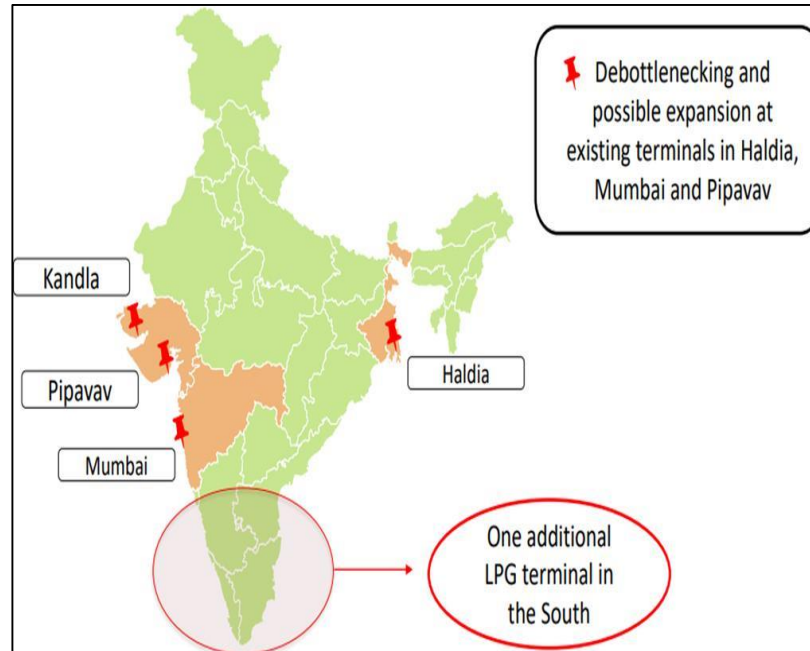 Debottlenecking and
possible expansion at
existing terminals in Haldia,
Mumbai and Pipavav
Kandla
Pipavav
Haldia
Mumbai
One additional
LPG terminal in
the South